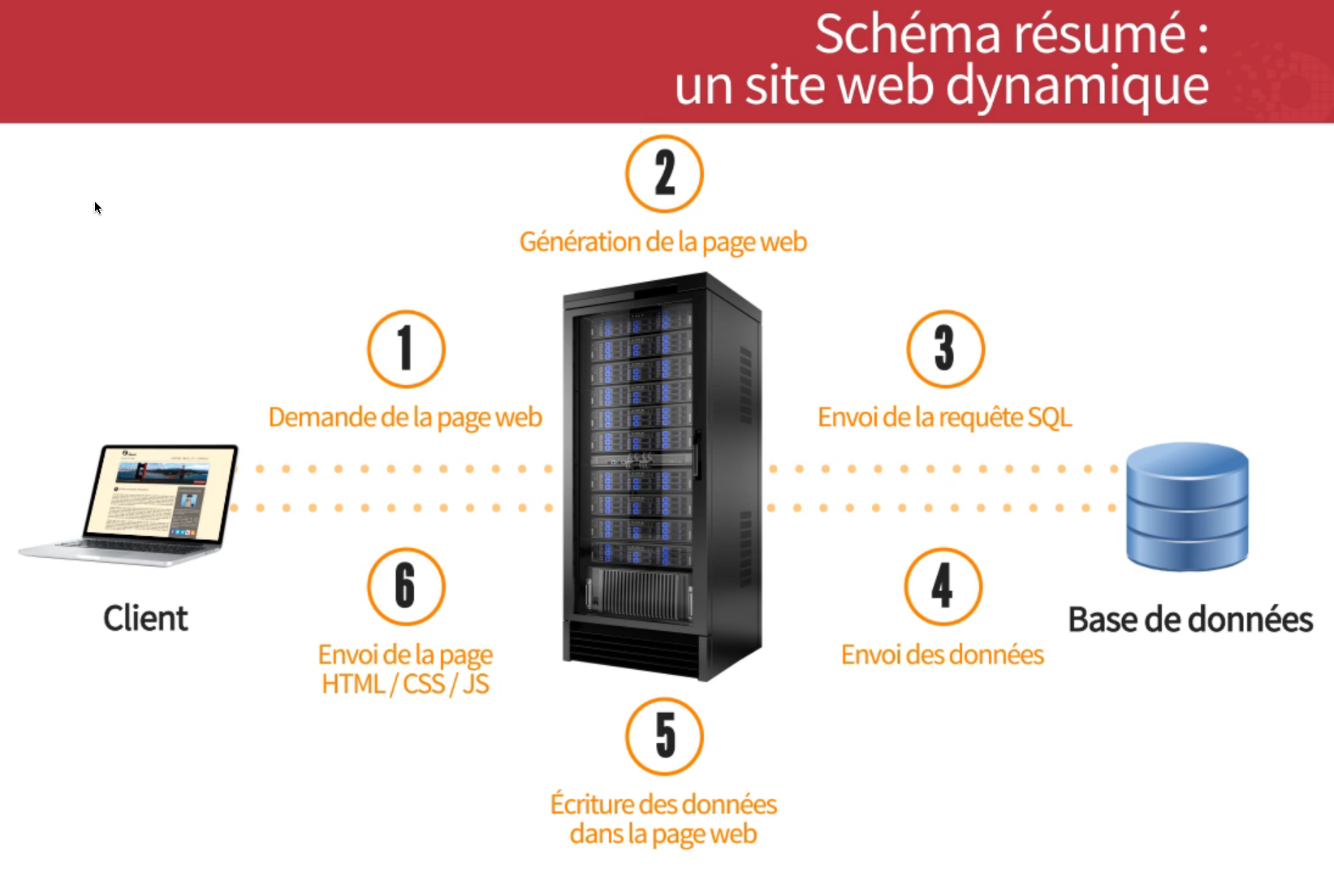 Schéma résumé :
un site web dynamique
2
Génération de la page web
1
Demande de la page web
3
Envoi de la requête SQL
Client
6
Envoi de la page
HTML / CSS / JS
4
Envoi des données
Base de données
5
Écriture des données
dans la page web